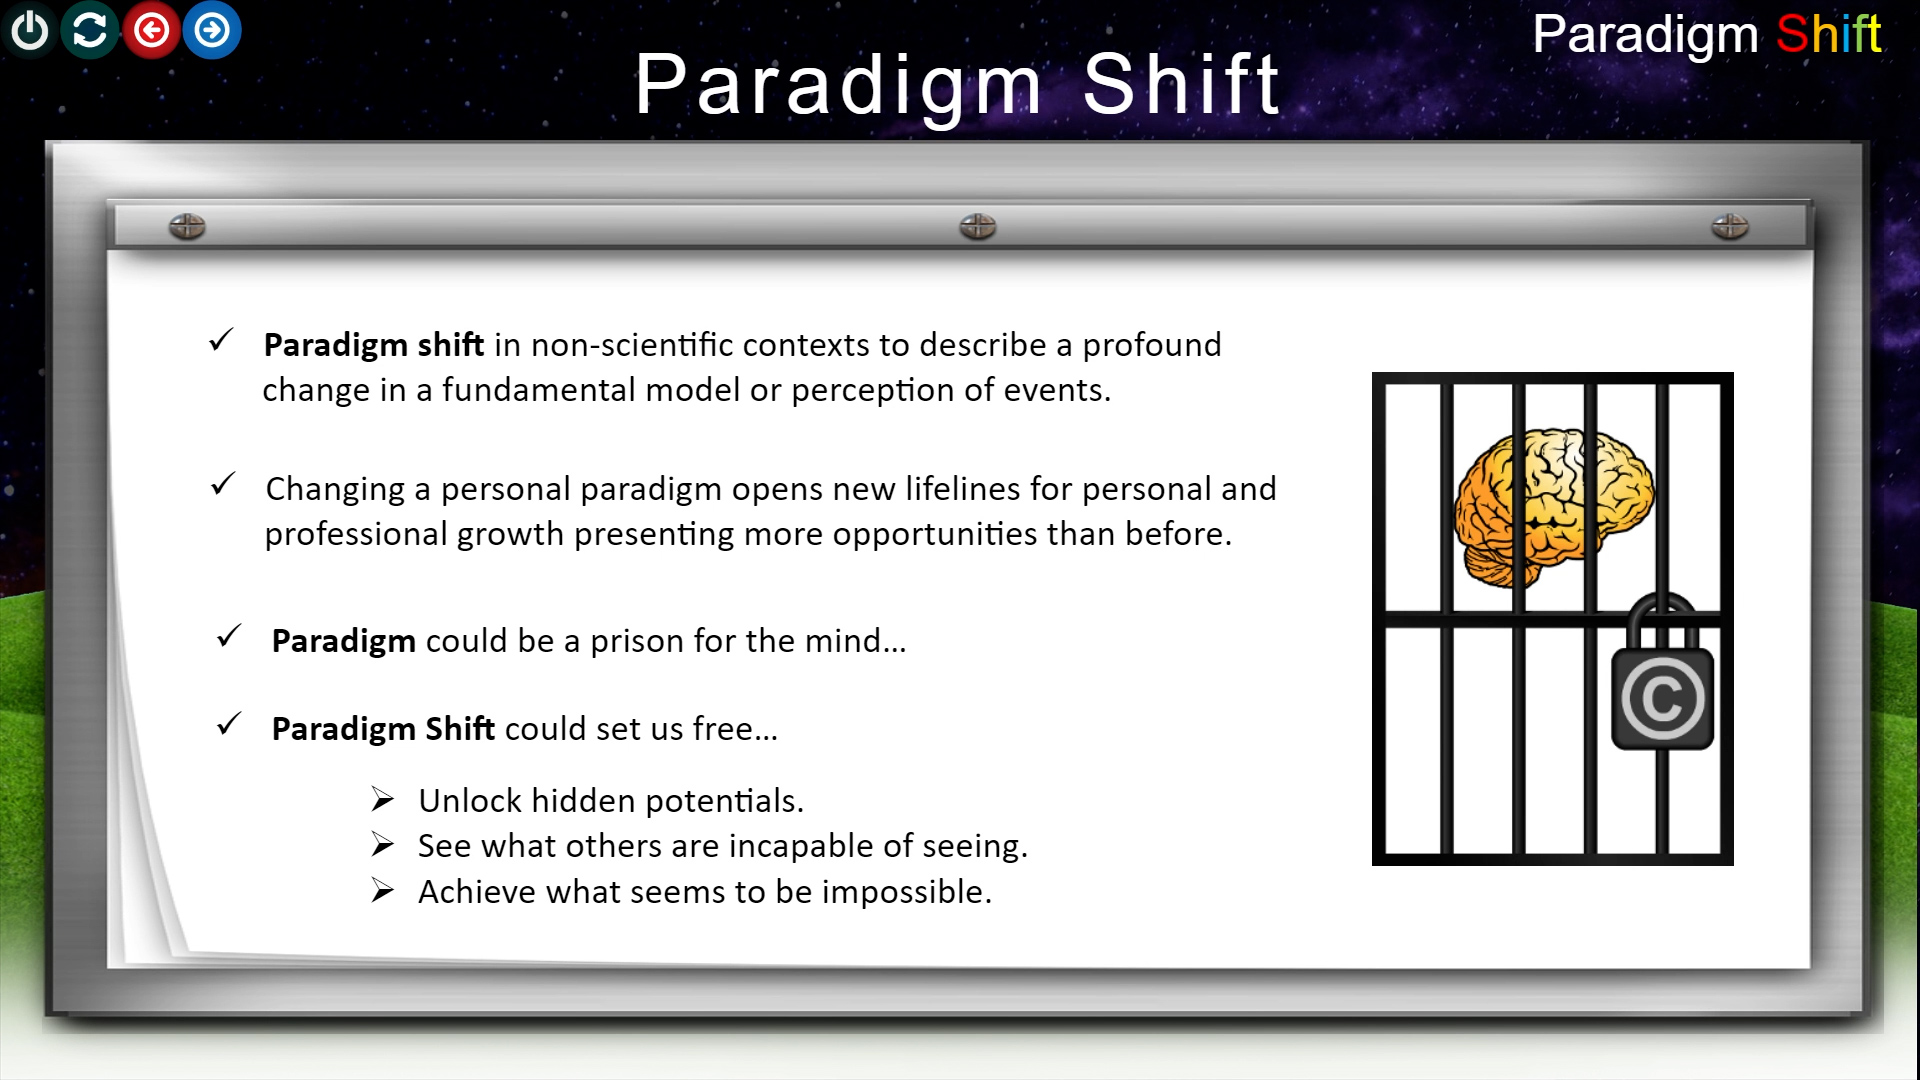 Paradigm Shift
Paradigm Shift
✓ Paradigm shift in non-scientific contexts to describe a profound
change in a fundamental model or perception of events.
✓ Changing a personal paradigm opens new lifelines for personal and
professional growth presenting more opportunities than before.
✓ Paradigm could be a prison for the mind…
✓ Paradigm Shift could set us free…
➢ Unlock hidden potentials.
➢ See what others are incapable of seeing.
➢ Achieve what seems to be impossible.
©